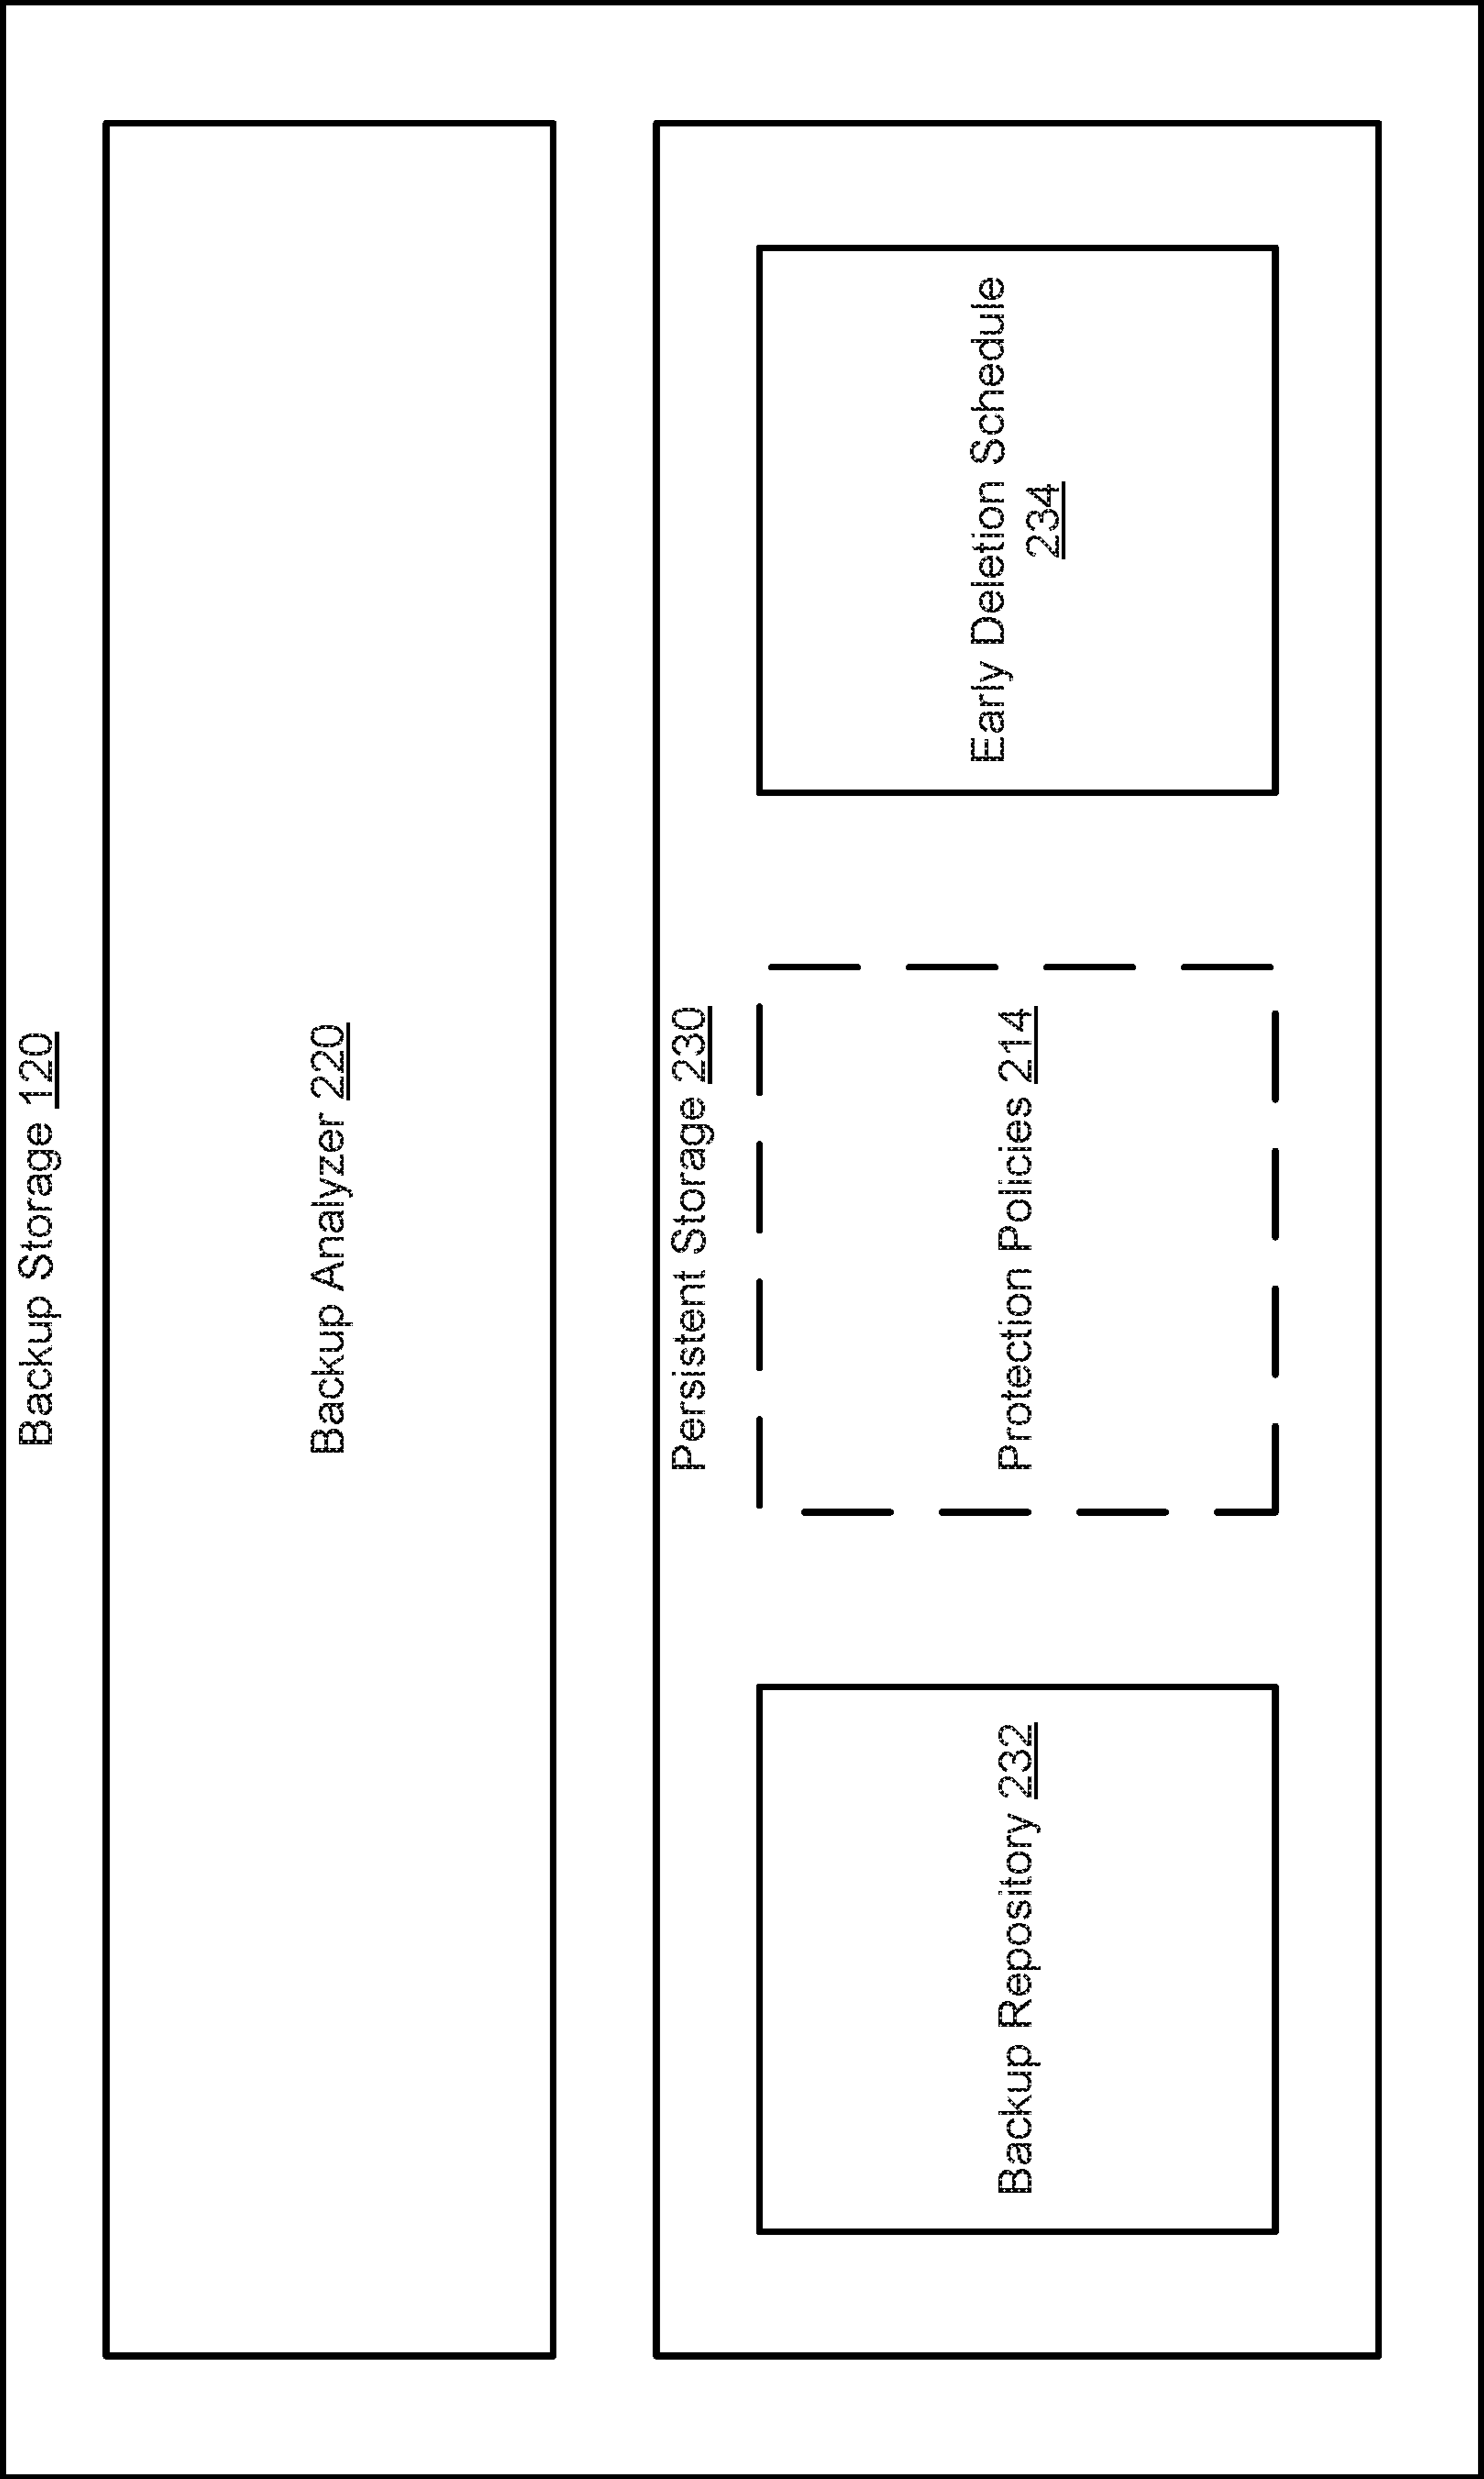 Backup Storage 120
Backup Analyzer 220
Persistent Storage 230
Backup Repository 232
Protection Policies 214
Early Deletion Schedule
234